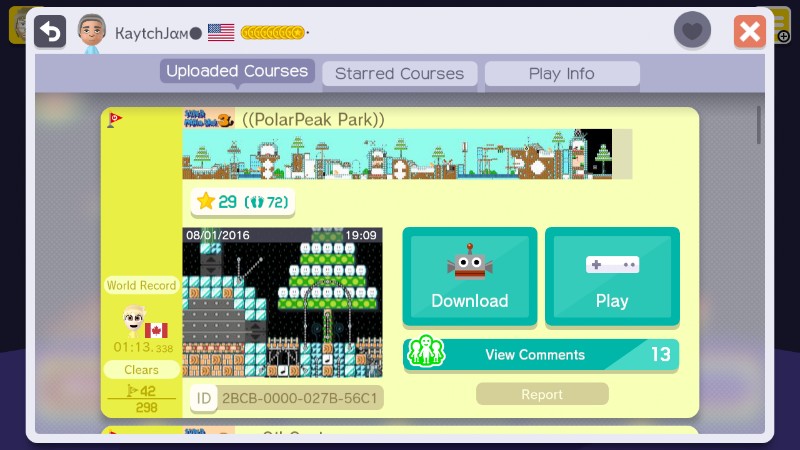 KaytchJαм●
Uploaded Courses
Starred Courses
Play Info
((PolarPeak Park))
29 (72)
08/01/2016 19:09
World Record
01:13.338
Clears
42
298
Download
Play
View Comments 13
ID 2BCB-0000-027B-56C1
Report